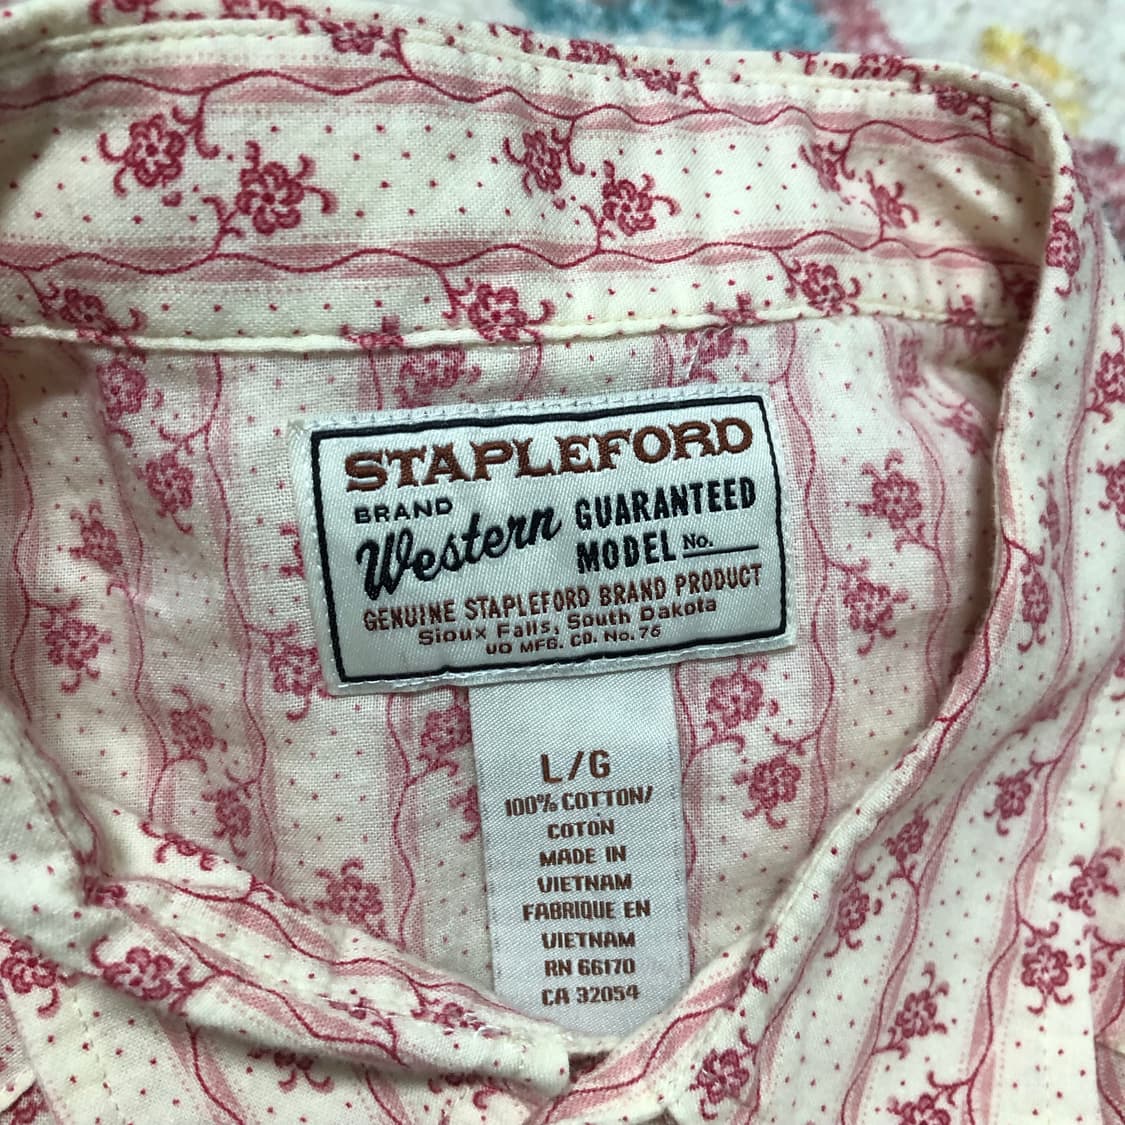 STAPLEFORD
BRAND
Western
GUARANTEED
MODEL No.
GENUINE STAPLEFORD BRAND PRODUCT
Sioux Falls, South Dakota
UO MFG. CO. No. 76
L/G
100% COTTON/
COTON
MADE IN
VIETNAM
FABRIQUE EN
VIETNAM
RN 66170
CA 32054